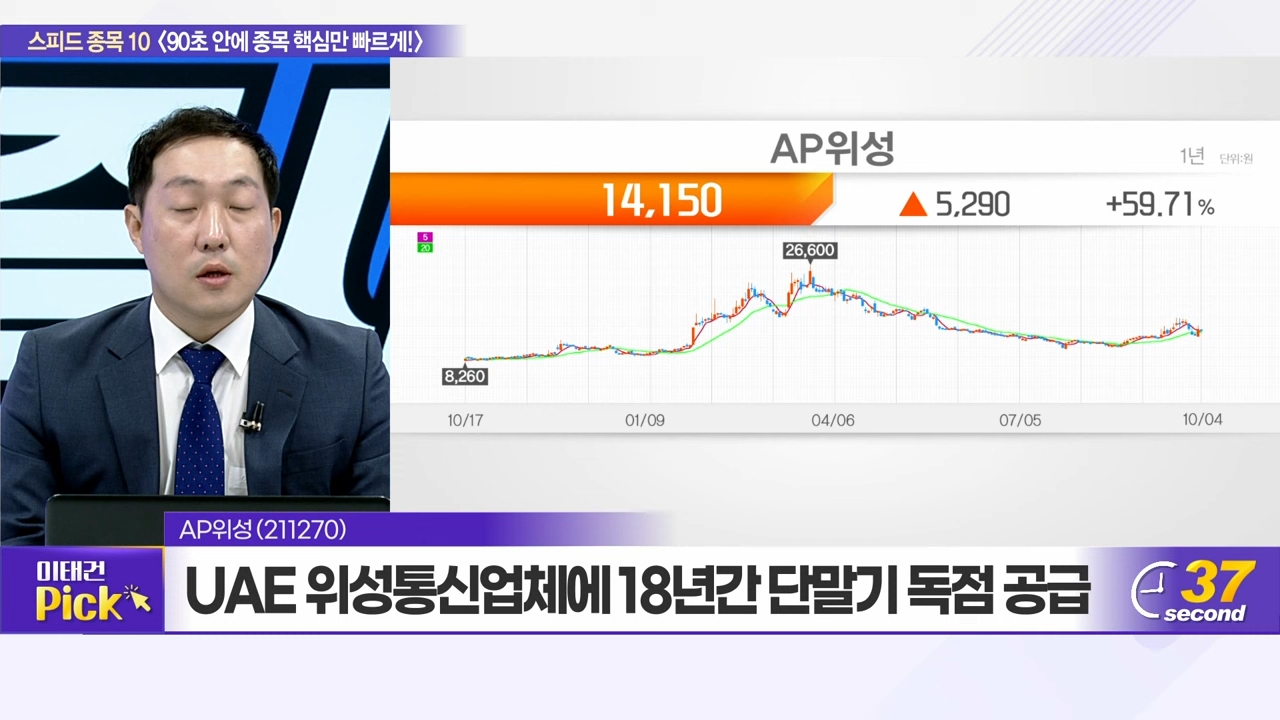 스피드 종목 10 〈90초 안에 종목 핵심만 빠르게!〉
AP위성
1년 단위:원
14,150 ▲ 5,290 +59.71%
5
20
26,600
8,260
10/17 01/09 04/06 07/05 10/04
AP위성(211270)
이태건
Pick
UAE 위성통신업체에 18년간 단말기 독점 공급
37
second